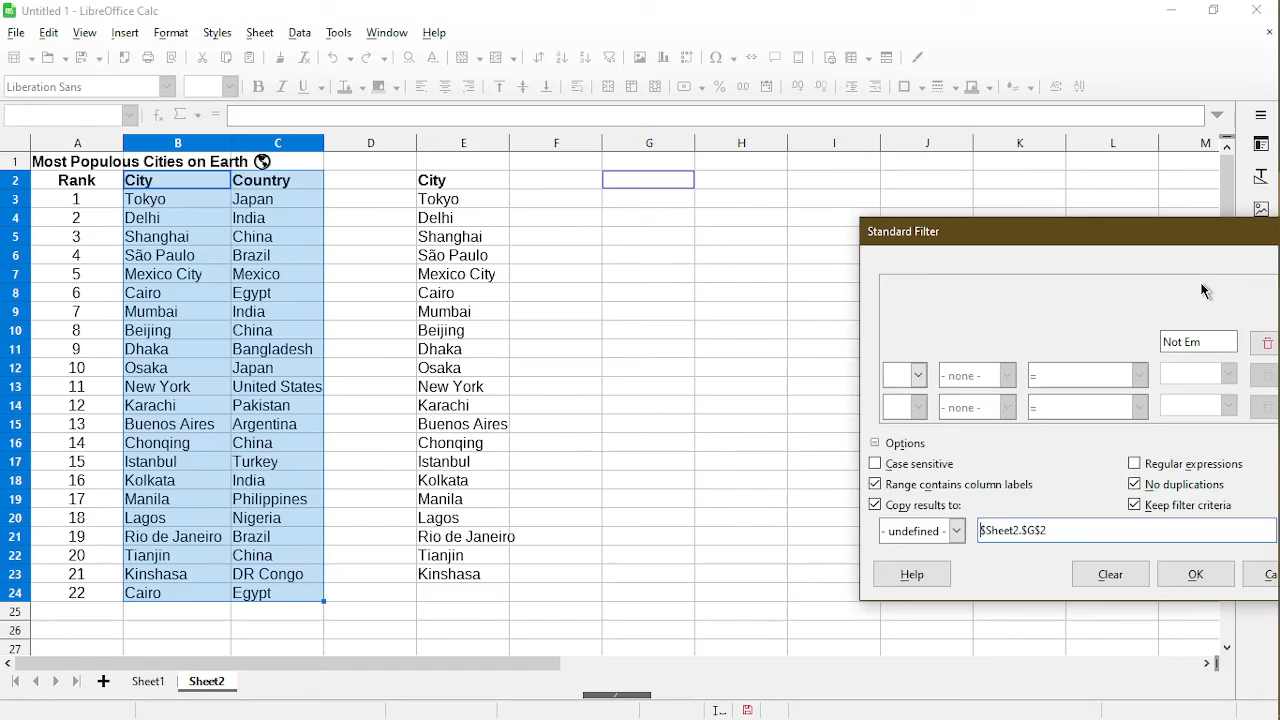 Untitled 1 - LibreOffice Calc
File Edit View Insert Format Styles Sheet Data Tools Window Help
Liberation Sans
A B C D E F G H I J K L M
1 Most Populous Cities on Earth
2 Rank City Country City
3 1 Tokyo Japan Tokyo
4 2 Delhi India Delhi
5 3 Shanghai China Shanghai
6 4 São Paulo Brazil São Paulo
7 5 Mexico City Mexico Mexico City
8 6 Cairo Egypt Cairo
9 7 Mumbai India Mumbai
10 8 Beijing China Beijing
11 9 Dhaka Bangladesh Dhaka
12 10 Osaka Japan Osaka
13 11 New York United States New York
14 12 Karachi Pakistan Karachi
15 13 Buenos Aires Argentina Buenos Aires
16 14 Chonqing China Chonqing
17 15 Istanbul Turkey Istanbul
18 16 Kolkata India Kolkata
19 17 Manila Philippines Manila
20 18 Lagos Nigeria Lagos
21 19 Rio de Janeiro Brazil Rio de Janeiro
22 20 Tianjin China Tianjin
23 21 Kinshasa DR Congo Kinshasa
24 22 Cairo Egypt
25
26
27
Standard Filter
Not Em
- none - =
- none - =
Options
Case sensitive Regular expressions
Range contains column labels No duplications
Copy results to: Keep filter criteria
- undefined - $Sheet2.$G$2
Help Clear OK Ca
Sheet1 Sheet2